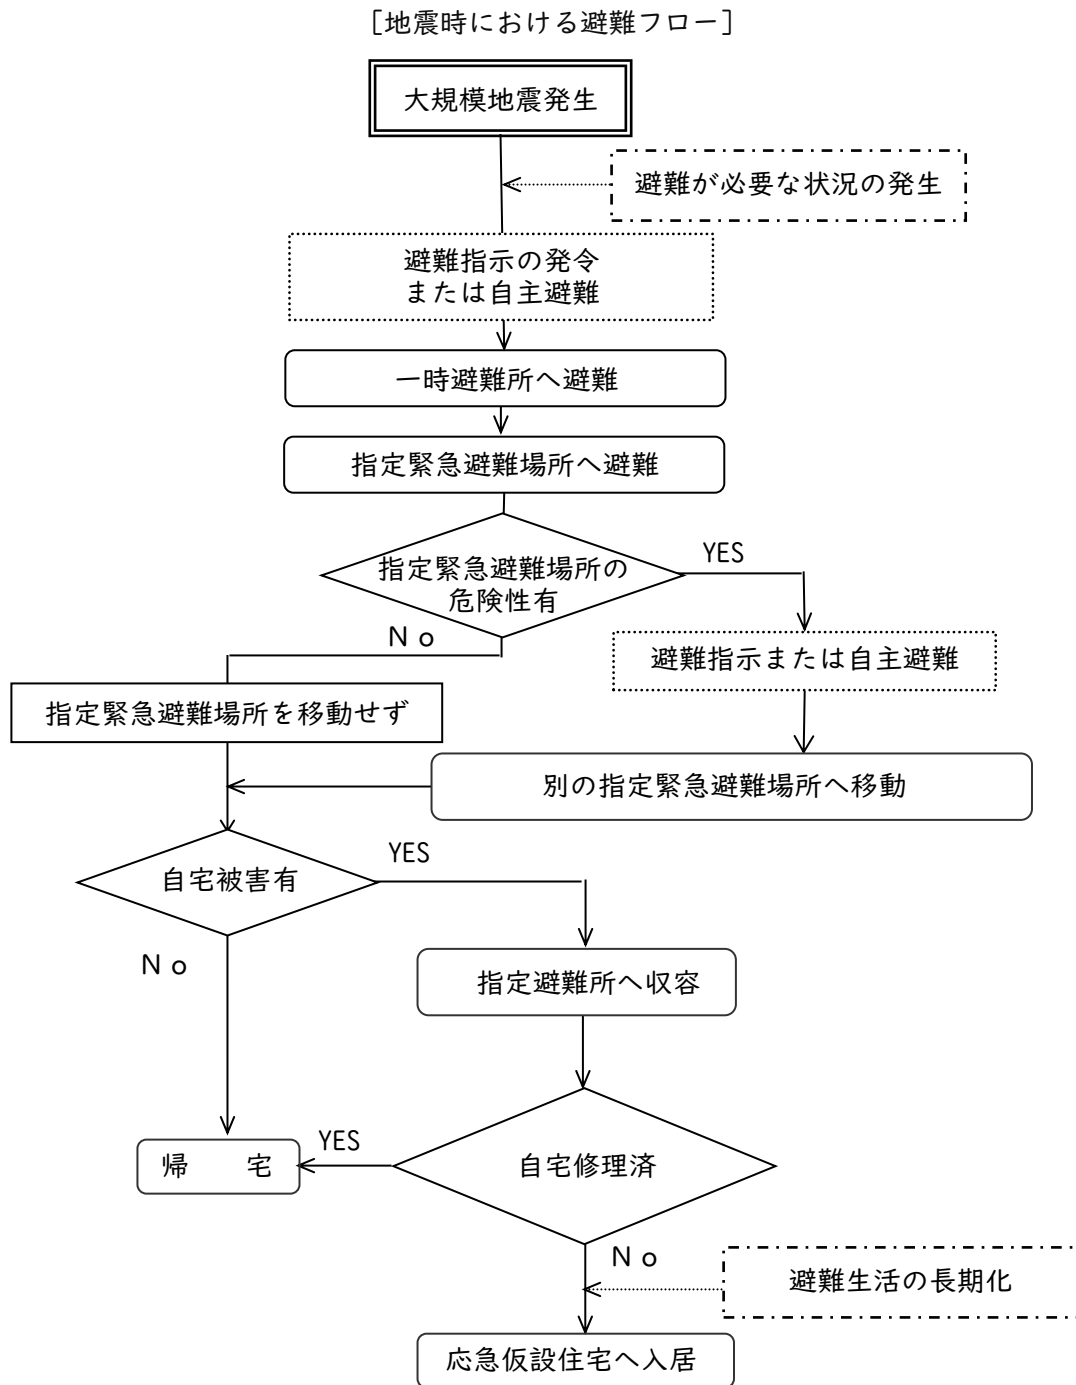 ［地震時における避難フロー］
大規模地震発生
避難が必要な状況の発生
避難指示の発令
または自主避難
一時避難所へ避難
指定緊急避難場所へ避難
指定緊急避難場所の
危険性有
YES
Ｎｏ
避難指示または自主避難
指定緊急避難場所を移動せず
別の指定緊急避難場所へ移動
自宅被害有
YES
Ｎｏ
指定避難所へ収容
自宅修理済
YES
帰　　宅
Ｎｏ
避難生活の長期化
応急仮設住宅へ入居